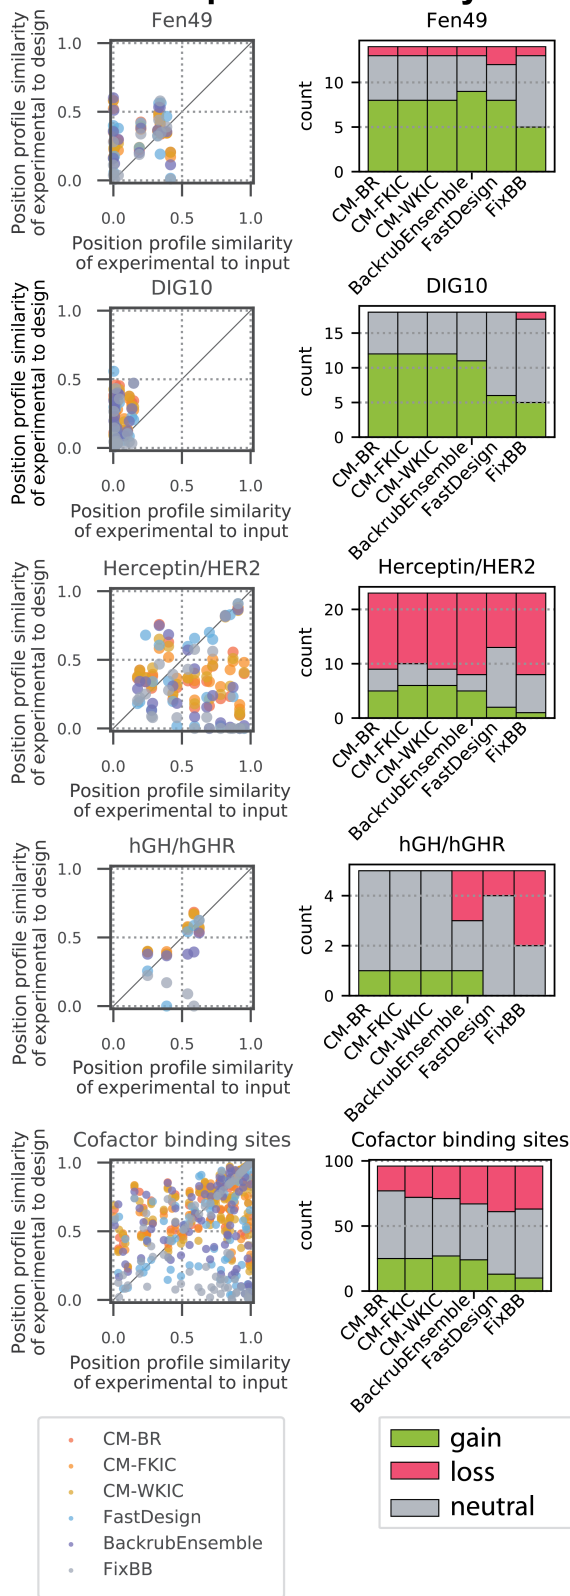 Fen49
Position profile similarity
of experimental to design
1.0
0.5
0.0
0.0 0.5 1.0
Position profile similarity
of experimental to input
Fen49
count
10
5
0
CM-BR
CM-FKIC
CM-WKIC
BackrubEnsemble
FastDesign
FixBB
DIG10
Position profile similarity
of experimental to design
1.0
0.5
0.0
0.0 0.5 1.0
Position profile similarity
of experimental to input
DIG10
count
15
10
5
0
CM-BR
CM-FKIC
CM-WKIC
BackrubEnsemble
FastDesign
FixBB
Herceptin/HER2
Position profile similarity
of experimental to design
1.0
0.5
0.0
0.0 0.5 1.0
Position profile similarity
of experimental to input
Herceptin/HER2
count
20
10
0
CM-BR
CM-FKIC
CM-WKIC
BackrubEnsemble
FastDesign
FixBB
hGH/hGHR
Position profile similarity
of experimental to design
1.0
0.5
0.0
0.0 0.5 1.0
Position profile similarity
of experimental to input
hGH/hGHR
count
4
2
0
CM-BR
CM-FKIC
CM-WKIC
BackrubEnsemble
FastDesign
FixBB
Cofactor binding sites
Position profile similarity
of experimental to design
1.0
0.5
0.0
0.0 0.5 1.0
Position profile similarity
of experimental to input
Cofactor binding sites
count
100
50
0
CM-BR
CM-FKIC
CM-WKIC
BackrubEnsemble
FastDesign
FixBB
CM-BR
CM-FKIC
CM-WKIC
FastDesign
BackrubEnsemble
FixBB
gain
loss
neutral